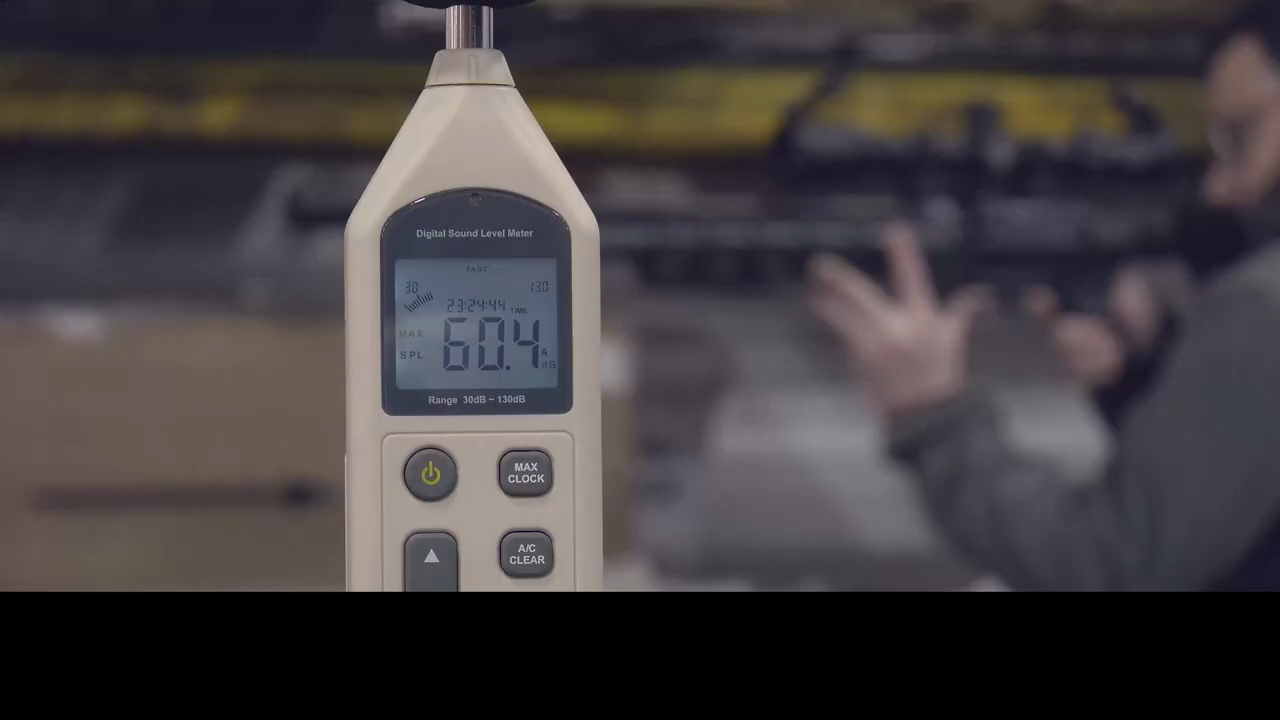 Digital Sound Level Meter
FAST
30 130
23:24:44 TIME
MAX
SPL 60.4 A
dB
Range 30dB ~ 130dB
MAX
CLOCK
A/C
CLEAR